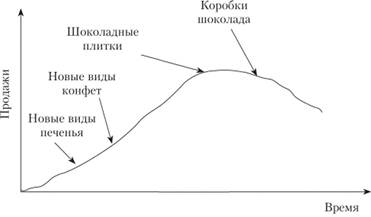 Коробки
шоколада
Шоколадные
плитки
Новые виды
конфет
Новые виды
печенья
Продажи
Время